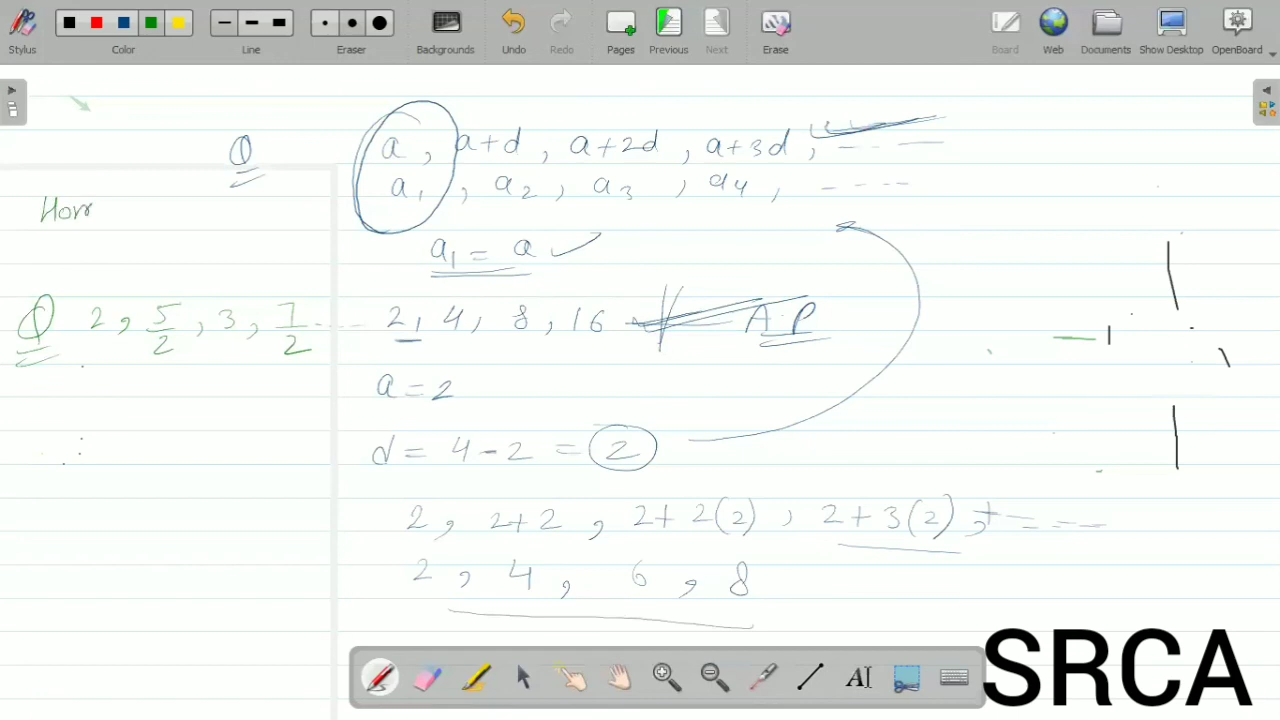 Stylus Color Line Eraser Backgrounds Undo Redo Pages Previous Next Erase Board Web Documents Show Desktop OpenBoard
Q a, a+d, a+2d, a+3d, - - -
a1, a2, a3, a4, - - - -
Horr
a1 = a ✓
Q 2, 5/2, 3, 7/2 - - - -
2, 4, 8, 16 A.P
a = 2
d = 4 - 2 = 2
2, 2+2, 2+2(2), 2+3(2), + - - - -
2, 4, 6, 8
AI
SRCA